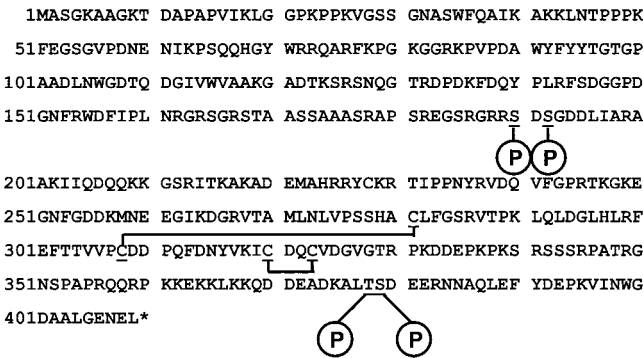 1MASGKAAGKT DAPAPVIKLG GPKPPKVGSS GNASWFQAIK AKKLNTPPPK
51FEGSGVPDNE NIKPSQQHGY WRRQARFKPG KGGRKPVPDA WYFYYTGTGP
101AADLNWGDTQ DGIVWVAAKG ADTKSRSNQG TRDPDKFDQY PLRFSDGGPD
151GNFRWDFIPL NRGRSGRSTA ASSAAASRAP SREGSRGRRS DSGDDLIARA
P P
201AKIIQDQQKK GSRITKAKAD EMAHRRYCKR TIPPNYRVDQ VFGPRTKGKE
251GNFGDDKMNE EGIKDGRVTA MLNLVPSSHA CLFGSRVTPK LQLDGLHLRF
301EFTTVVPCDD PQFDNYVKIC DQCVDGVGTR PKDDEPKPKS RSSSRPATRG
351NSPAPRQQRP KKEKKLKKQD DEADKALTSD EERNNAQLEF YDEPKVINWG
401DAALGENEL*
P P